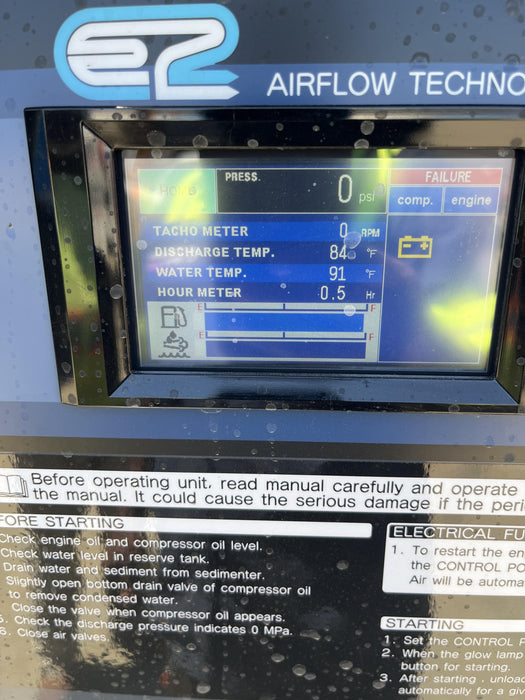 E2
AIRFLOW TECHNO
PRESS. 0 psi
FAILURE
comp. engine
TACHO METER 0 RPM
DISCHARGE TEMP. 84 °F
WATER TEMP. 91 °F
HOUR METER 0.5 Hr
E F
E F
Before operating unit, read manual carefully and operate
the manual. It could cause the serious damage if the peri
FORE STARTING
Check engine oil and compressor oil level.
Check water level in reserve tank.
Drain water and sediment from sedimenter.
Slightly open bottom drain valve of compressor oil
to remove condensed water.
Close the valve when compressor oil appears.
5. Check the discharge pressure indicates 0 MPa.
6. Close air valves.
ELECTRICAL FU
1. To restart the en
the CONTROL PO
Air will be automa
STARTING
1. Set the CONTROL P
2. When the glow lamp
button for starting.
3. After starting , unloa
automatically for a giv